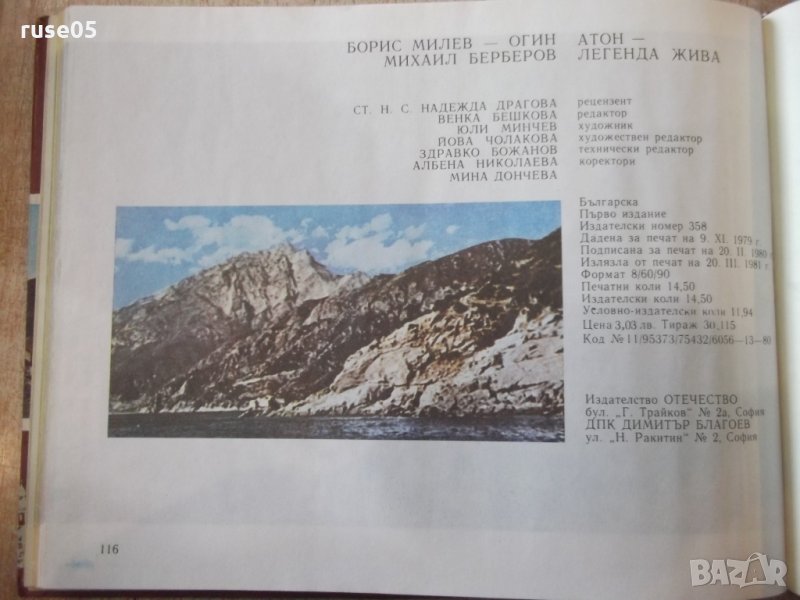 ruse05
БОРИС МИЛЕВ — ОГИН АТОН —
МИХАИЛ БЕРБЕРОВ ЛЕГЕНДА ЖИВА
СТ. Н. С. НАДЕЖДА ДРАГОВА рецензент
ВЕНКА БЕШКОВА редактор
ЮЛИ МИНЧЕВ художник
ЙОВА ЧОЛАКОВА художествен редактор
ЗДРАВКО БОЖАНОВ технически редактор
АЛБЕНА НИКОЛАЕВА коректори
МИНА ДОНЧЕВА
Българска
Първо издание
Издателски номер 358
Дадена за печат на 9. XI. 1979 г.
Подписана за печат на 20. II. 1980 г.
Излязла от печат на 20. III. 1981 г.
Формат 8/60/90
Печатни коли 14,50
Издателски коли 14,50
Условно-издателски коли 11,94
Цена 3,03 лв. Тираж 30,115
Код № 11/95373/75432/6056—13—80
Издателство ОТЕЧЕСТВО
бул. „Г. Трайков" № 2а, София
ДПК ДИМИТЪР БЛАГОЕВ
ул. „Н. Ракитин" № 2, София
116
BAZAR